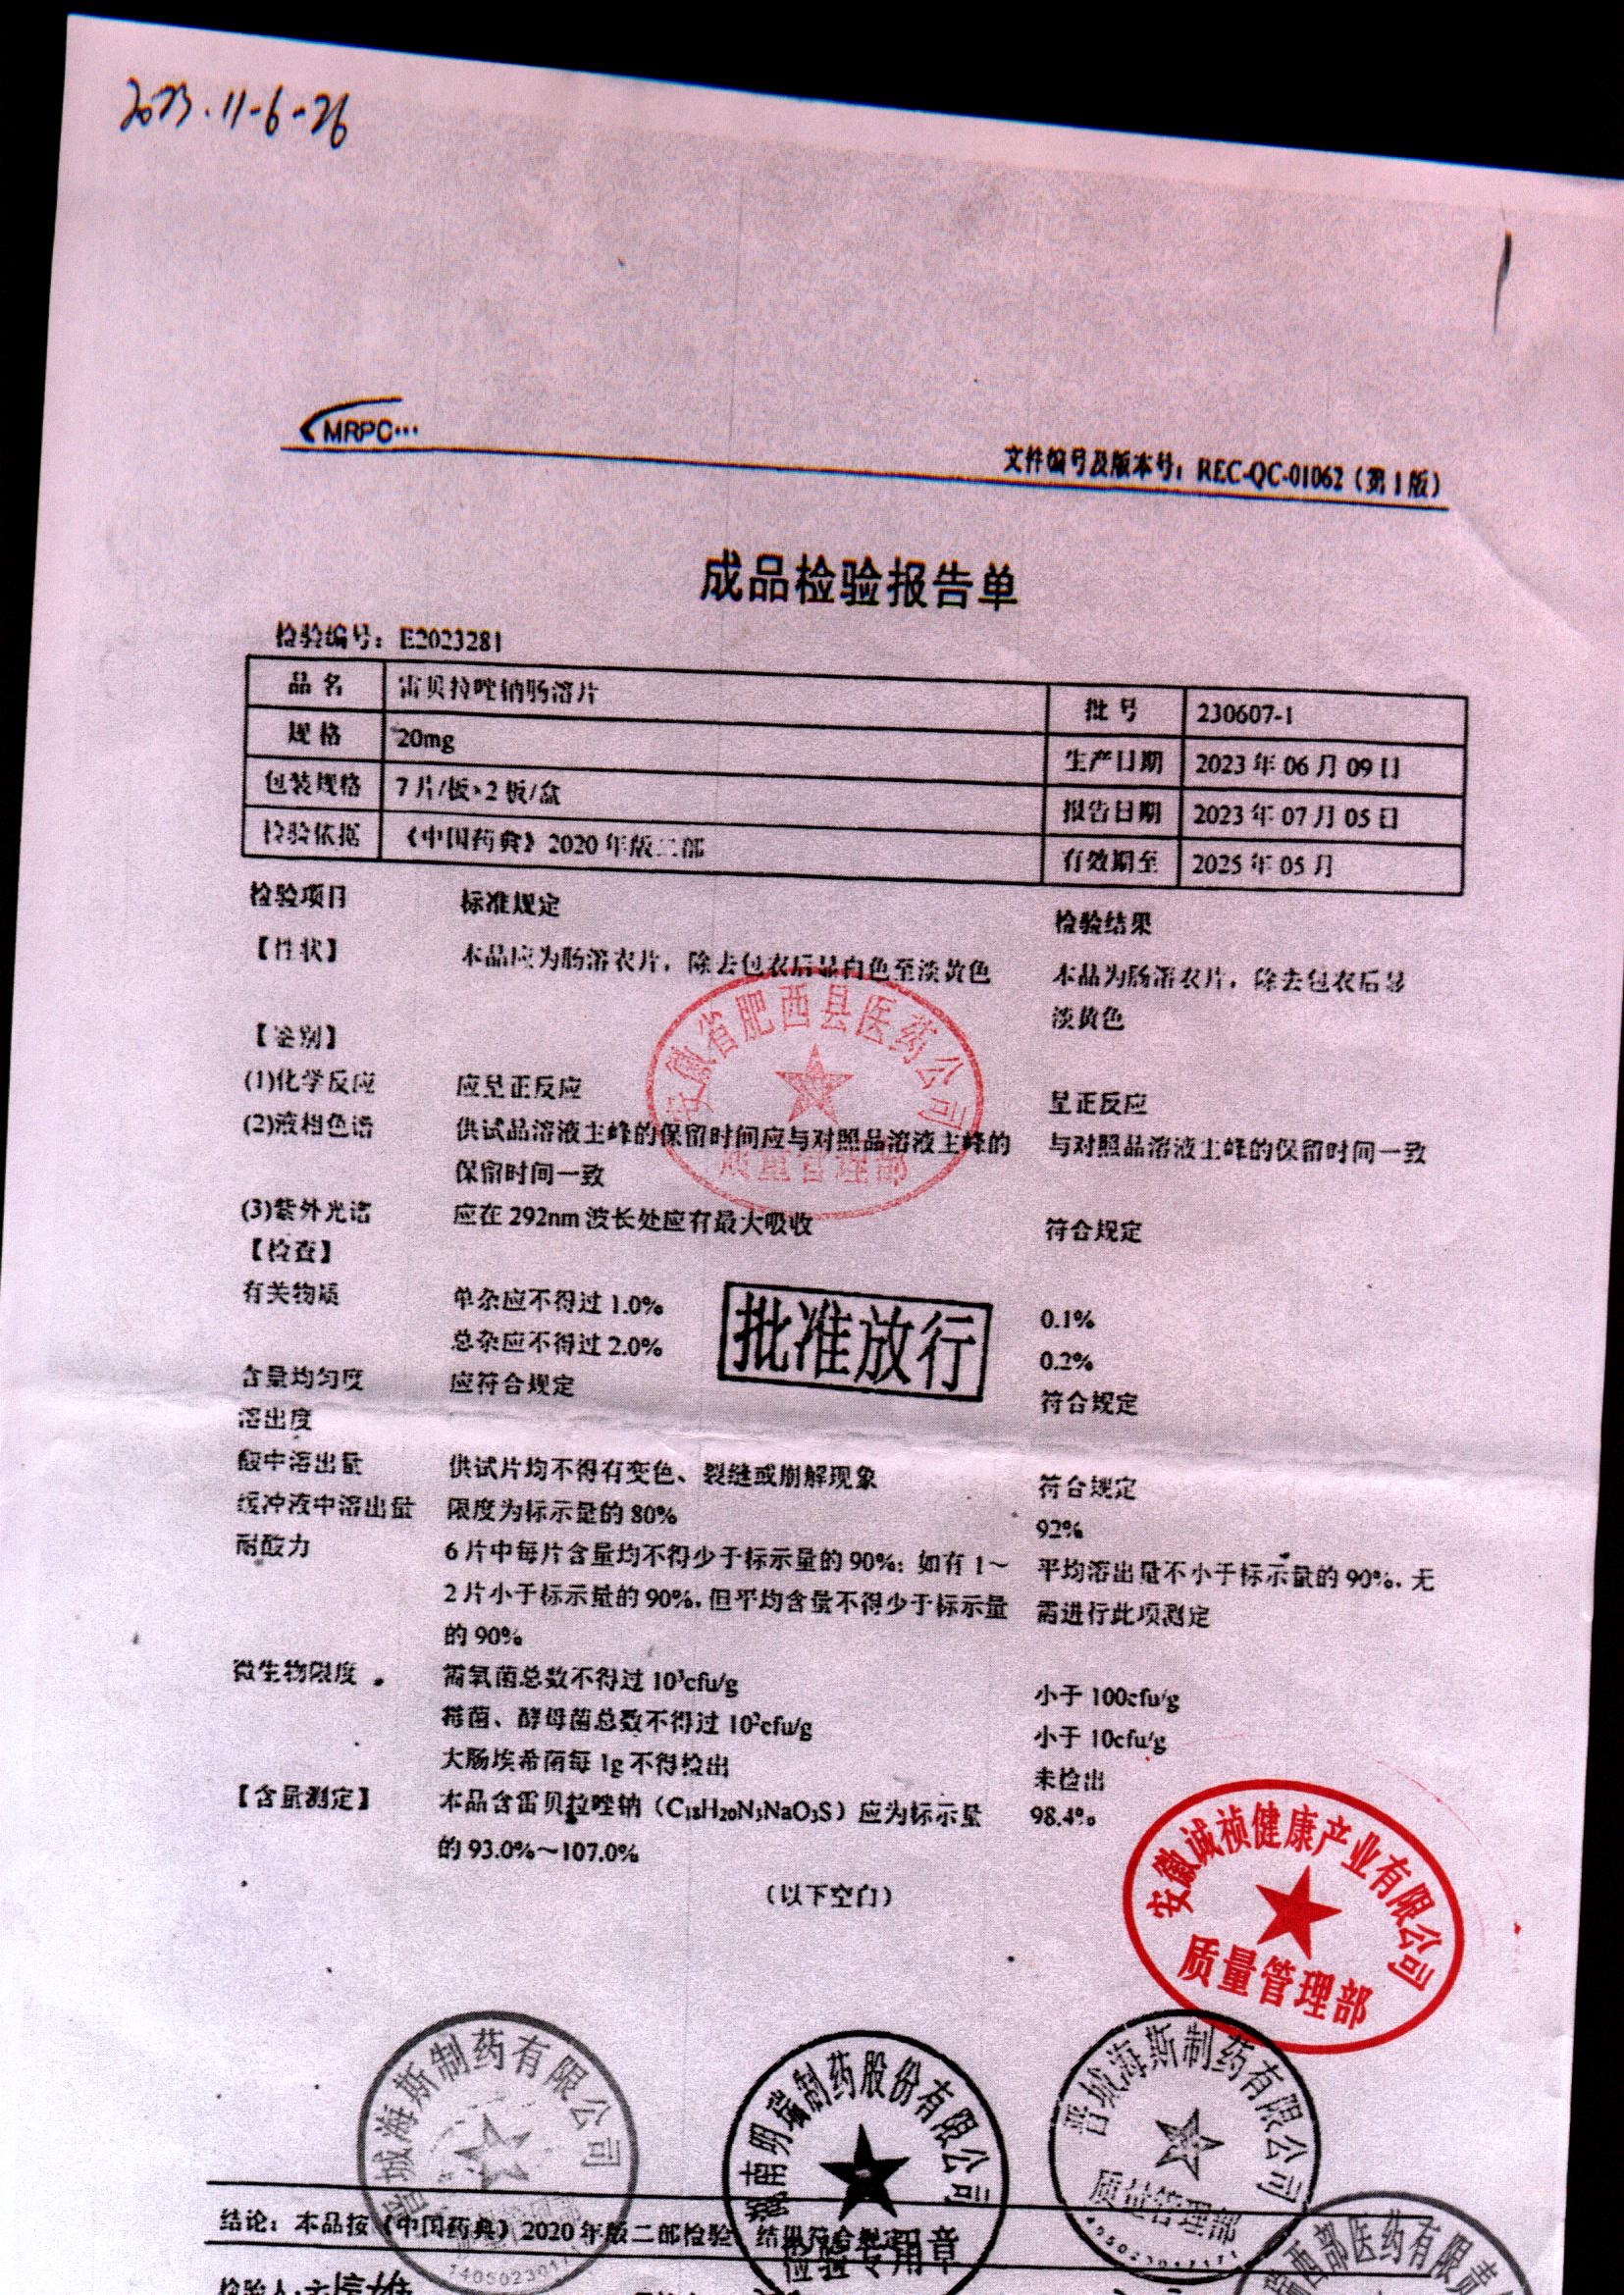 2023.11-6-26
MRPC…
文件编号及版本号：REC-QC-01062（第1版）
成品检验报告单
检验编号：E2023281
品名 雷贝拉唑钠肠溶片 批号 230607-1
规格 20mg 生产日期 2023年06月09日
包装规格 7片/板×2板/盒 报告日期 2023年07月05日
检验依据 《中国药典》2020年版二部 有效期至 2025年05月
检验项目 标准规定 检验结果
【性状】 本品应为肠溶衣片，除去包衣后显白色至淡黄色 本品为肠溶衣片，除去包衣后显
淡黄色
安徽省肥西县医药公司
质量管理部
【鉴别】
(1)化学反应 应呈正反应 呈正反应
(2)液相色谱 供试品溶液主峰的保留时间应与对照品溶液主峰的 与对照品溶液主峰的保留时间一致
保留时间一致
(3)紫外光谱 应在292nm波长处应有最大吸收 符合规定
【检查】
有关物质 单杂应不得过1.0% 0.1%
总杂应不得过2.0% 0.2%
批准放行
含量均匀度 应符合规定 符合规定
溶出度
酸中溶出量 供试片均不得有变色、裂缝或崩解现象 符合规定
缓冲液中溶出量 限度为标示量的80% 92%
耐酸力 6片中每片含量均不得少于标示量的90%；如有1～ 平均溶出量不小于标示量的90%，无
2片小于标示量的90%，但平均含量不得少于标示量 需进行此项测定
的90%
微生物限度 需氧菌总数不得过10³cfu/g 小于100cfu/g
霉菌、酵母菌总数不得过10²cfu/g 小于10cfu/g
大肠埃希菌每1g不得检出 未检出
【含量测定】 本品含雷贝拉唑钠（C₁₈H₂₀N₃NaO₃S）应为标示量 98.4%
的93.0%～107.0%
（以下空白）
安徽诚祯健康产业有限公司
质量管理部
晋城海斯制药有限公司
湖南明瑞制药股份有限公司
检验专用章
晋城海斯制药有限公司
质量管理部
西部医药有限责
结论：本品按《中国药典》2020年版二部检验，结果符合规定
检验人：